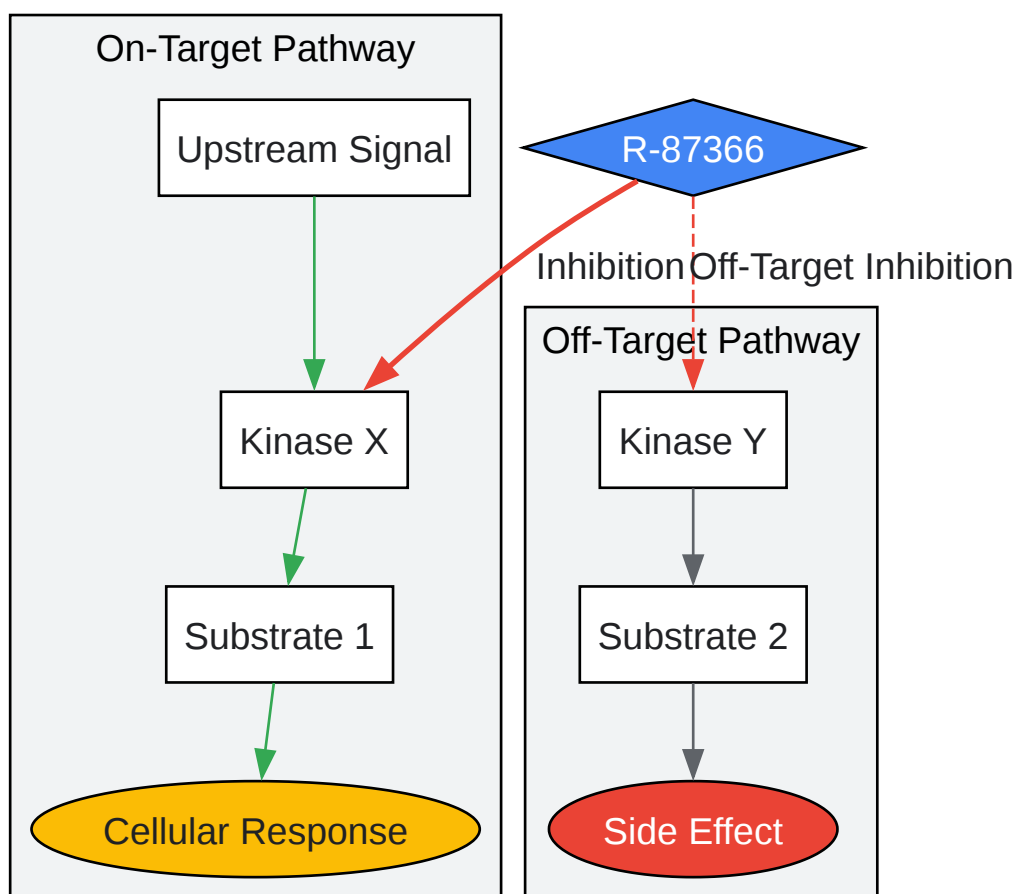 On-Target Pathway
Upstream Signal
R-87366
Inhibition
Off-Target Inhibition
Off-Target Pathway
Kinase X
Kinase Y
Substrate 1
Substrate 2
Cellular Response
Side Effect